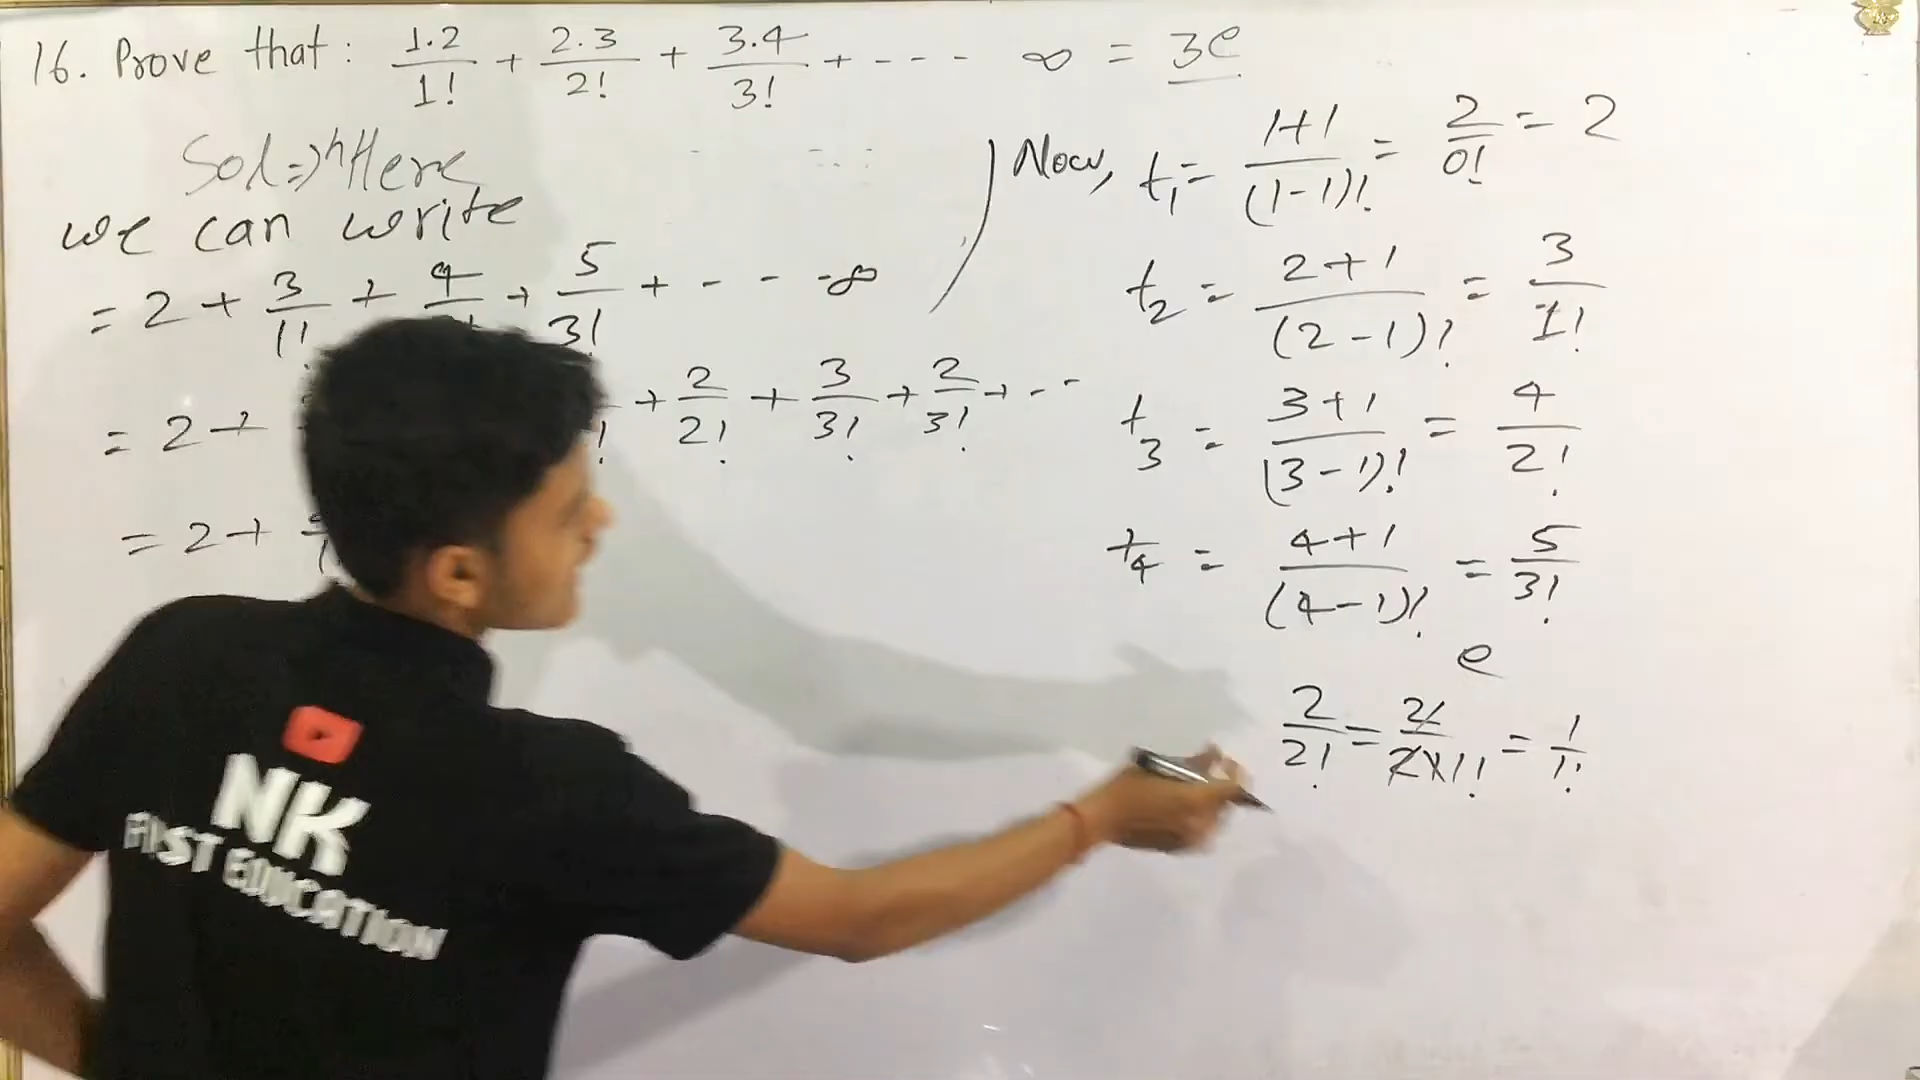 16. Prove that: 1.2/1! + 2.3/2! + 3.4/3! + - - - ∞ = 3e
Sol^n => Here
we can write
= 2 + 3/1! + 4/ + 5/3! + - - - ∞
= 2 + ! + 2/2! + 3/3! + 2/3! + - -
= 2 +
Now, t1 = 1+1/(1-1)! = 2/0! = 2
t2 = 2+1/(2-1)! = 3/1!
t3 = 3+1/(3-1)! = 4/2!
t4 = 4+1/(4-1)! = 5/3!
e
2/2! = 2/2×1! = 1/1!
NK
FIST EDUCATION